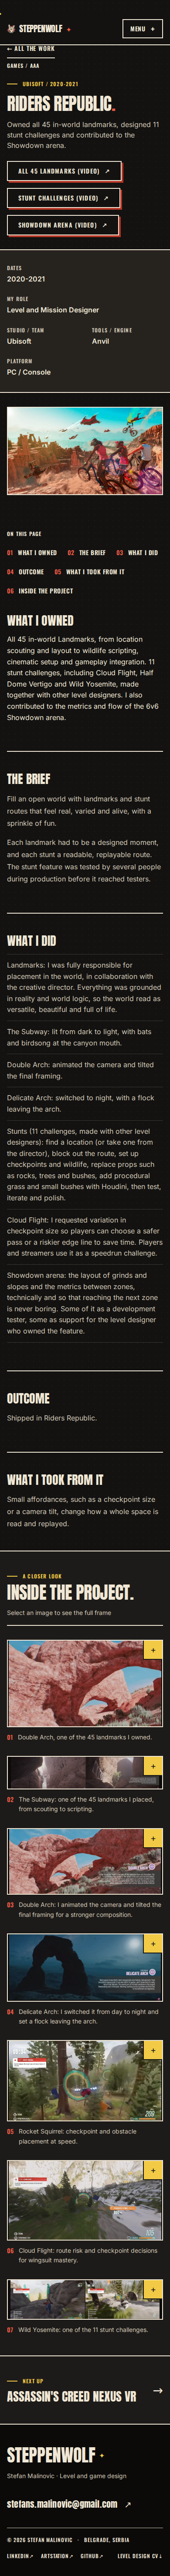 STEPPENWOLF
MENU +
← ALL THE WORK
GAMES / AAA
UBISOFT / 2020-2021
RIDERS REPUBLIC.
Owned all 45 in-world landmarks, designed 11
stunt challenges and contributed to the
Showdown arena.
ALL 45 LANDMARKS (VIDEO) ↗
STUNT CHALLENGES (VIDEO) ↗
SHOWDOWN ARENA (VIDEO) ↗
DATES
2020-2021
MY ROLE
Level and Mission Designer
STUDIO / TEAM
Ubisoft
TOOLS / ENGINE
Anvil
PLATFORM
PC / Console
ON THIS PAGE
01 WHAT I OWNED 02 THE BRIEF 03 WHAT I DID
04 OUTCOME 05 WHAT I TOOK FROM IT
06 INSIDE THE PROJECT
WHAT I OWNED
All 45 in-world Landmarks, from location
scouting and layout to wildlife scripting,
cinematic setup and gameplay integration. 11
stunt challenges, including Cloud Flight, Half
Dome Vertigo and Wild Yosemite, made
together with other level designers. I also
contributed to the metrics and flow of the 6v6
Showdown arena.
THE BRIEF
Fill an open world with landmarks and stunt
routes that feel real, varied and alive, with a
sprinkle of fun.
Each landmark had to be a designed moment,
and each stunt a readable, replayable route.
The stunt feature was tested by several people
during production before it reached testers.
WHAT I DID
Landmarks: I was fully responsible for
placement in the world, in collaboration with
the creative director. Everything was grounded
in reality and world logic, so the world read as
versatile, beautiful and full of life.
The Subway: lit from dark to light, with bats
and birdsong at the canyon mouth.
Double Arch: animated the camera and tilted
the final framing.
Delicate Arch: switched to night, with a flock
leaving the arch.
Stunts (11 challenges, made with other level
designers): find a location (or take one from
the director), block out the route, set up
checkpoints and wildlife, replace props such
as rocks, trees and bushes, add procedural
grass and small bushes with Houdini, then test,
iterate and polish.
Cloud Flight: I requested variation in
checkpoint size so players can choose a safer
pass or a riskier edge line to save time. Players
and streamers use it as a speedrun challenge.
Showdown arena: the layout of grinds and
slopes and the metrics between zones,
technically and so that reaching the next zone
is never boring. Some of it as a development
tester, some as support for the level designer
who owned the feature.
OUTCOME
Shipped in Riders Republic.
WHAT I TOOK FROM IT
Small affordances, such as a checkpoint size
or a camera tilt, change how a whole space is
read and replayed.
A CLOSER LOOK
INSIDE THE PROJECT.
Select an image to see the full frame
01 Double Arch, one of the 45 landmarks I owned.
02 The Subway: one of the 45 landmarks I placed,
from scouting to scripting.
03 Double Arch: I animated the camera and tilted the
final framing for a stronger composition.
DELICATE ARCH
04 Delicate Arch: I switched it from day to night and
set a flock leaving the arch.
05 Rocket Squirrel: checkpoint and obstacle
placement at speed.
06 Cloud Flight: route risk and checkpoint decisions
for wingsuit mastery.
07 Wild Yosemite: one of the 11 stunt challenges.
NEXT UP
ASSASSIN'S CREED NEXUS VR →
STEPPENWOLF
Stefan Malinovic · Level and game design
stefans.malinovic@gmail.com ↗
© 2026 STEFAN MALINOVIC · BELGRADE, SERBIA
LINKEDIN↗ ARTSTATION↗ GITHUB↗ LEVEL DESIGN CV↓